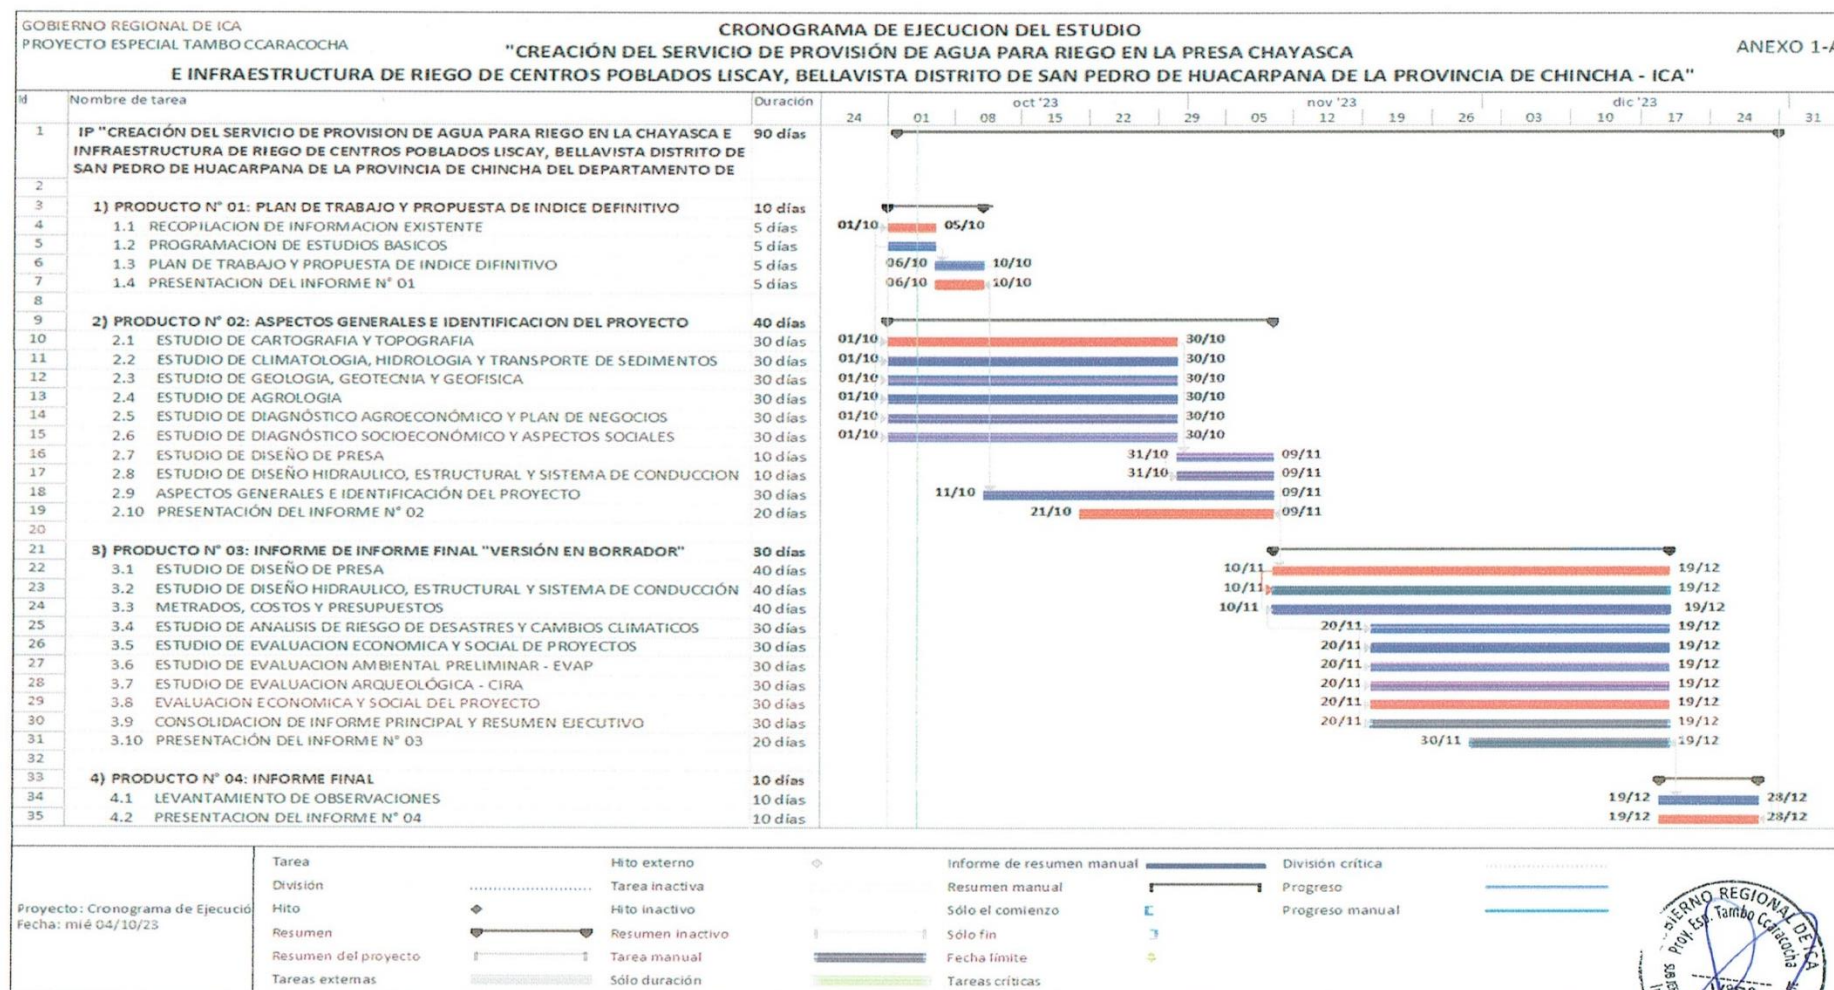 GOBIERNO REGIONAL DE ICA
PROYECTO ESPECIAL TAMBO CCARACOCHA
CRONOGRAMA DE EJECUCION DEL ESTUDIO
"CREACIÓN DEL SERVICIO DE PROVISIÓN DE AGUA PARA RIEGO EN LA PRESA CHAYASCA
E INFRAESTRUCTURA DE RIEGO DE CENTROS POBLADOS LISCAY, BELLAVISTA DISTRITO DE SAN PEDRO DE HUACARPANA DE LA PROVINCIA DE CHINCHA - ICA"
ANEXO 1-A
Id Nombre de tarea Duración oct '23 nov '23 dic '23
24 01 08 15 22 29 05 12 19 26 03 10 17 24 31
1 IP "CREACIÓN DEL SERVICIO DE PROVISION DE AGUA PARA RIEGO EN LA CHAYASCA E 90 días
INFRAESTRUCTURA DE RIEGO DE CENTROS POBLADOS LISCAY, BELLAVISTA DISTRITO DE
SAN PEDRO DE HUACARPANA DE LA PROVINCIA DE CHINCHA DEL DEPARTAMENTO DE
2
3 1) PRODUCTO N° 01: PLAN DE TRABAJO Y PROPUESTA DE INDICE DEFINITIVO 10 días
4 1.1 RECOPILACION DE INFORMACION EXISTENTE 5 días 01/10 05/10
5 1.2 PROGRAMACION DE ESTUDIOS BASICOS 5 días
6 1.3 PLAN DE TRABAJO Y PROPUESTA DE INDICE DIFINITIVO 5 días 06/10 10/10
7 1.4 PRESENTACION DEL INFORME N° 01 5 días 06/10 10/10
8
9 2) PRODUCTO N° 02: ASPECTOS GENERALES E IDENTIFICACION DEL PROYECTO 40 días
10 2.1 ESTUDIO DE CARTOGRAFIA Y TOPOGRAFIA 30 días 01/10 30/10
11 2.2 ESTUDIO DE CLIMATOLOGIA, HIDROLOGIA Y TRANSPORTE DE SEDIMENTOS 30 días 01/10 30/10
12 2.3 ESTUDIO DE GEOLOGIA, GEOTECNIA Y GEOFISICA 30 días 01/10 30/10
13 2.4 ESTUDIO DE AGROLOGIA 30 días 01/10 30/10
14 2.5 ESTUDIO DE DIAGNÓSTICO AGROECONÓMICO Y PLAN DE NEGOCIOS 30 días 01/10 30/10
15 2.6 ESTUDIO DE DIAGNÓSTICO SOCIOECONÓMICO Y ASPECTOS SOCIALES 30 días 01/10 30/10
16 2.7 ESTUDIO DE DISEÑO DE PRESA 10 días 31/10 09/11
17 2.8 ESTUDIO DE DISEÑO HIDRAULICO, ESTRUCTURAL Y SISTEMA DE CONDUCCION 10 días 31/10 09/11
18 2.9 ASPECTOS GENERALES E IDENTIFICACIÓN DEL PROYECTO 30 días 11/10 09/11
19 2.10 PRESENTACIÓN DEL INFORME N° 02 20 días 21/10 09/11
20
21 3) PRODUCTO N° 03: INFORME DE INFORME FINAL "VERSIÓN EN BORRADOR" 30 días
22 3.1 ESTUDIO DE DISEÑO DE PRESA 40 días 10/11 19/12
23 3.2 ESTUDIO DE DISEÑO HIDRAULICO, ESTRUCTURAL Y SISTEMA DE CONDUCCIÓN 40 días 10/11 19/12
24 3.3 METRADOS, COSTOS Y PRESUPUESTOS 40 días 10/11 19/12
25 3.4 ESTUDIO DE ANALISIS DE RIESGO DE DESASTRES Y CAMBIOS CLIMATICOS 30 días 20/11 19/12
26 3.5 ESTUDIO DE EVALUACION ECONOMICA Y SOCIAL DE PROYECTOS 30 días 20/11 19/12
27 3.6 ESTUDIO DE EVALUACION AMBIENTAL PRELIMINAR - EVAP 30 días 20/11 19/12
28 3.7 ESTUDIO DE EVALUACION ARQUEOLÓGICA - CIRA 30 días 20/11 19/12
29 3.8 EVALUACION ECONOMICA Y SOCIAL DEL PROYECTO 30 días 20/11 19/12
30 3.9 CONSOLIDACION DE INFORME PRINCIPAL Y RESUMEN EJECUTIVO 30 días 20/11 19/12
31 3.10 PRESENTACIÓN DEL INFORME N° 03 20 días 30/11 19/12
32
33 4) PRODUCTO N° 04: INFORME FINAL 10 días
34 4.1 LEVANTAMIENTO DE OBSERVACIONES 10 días 19/12 28/12
35 4.2 PRESENTACION DEL INFORME N° 04 10 días 19/12 28/12
Proyecto: Cronograma de Ejecució
Fecha: mié 04/10/23
Tarea Hito externo Informe de resumen manual División crítica
División Tarea inactiva Resumen manual Progreso
Hito Hito inactivo Sólo el comienzo Progreso manual
Resumen Resumen inactivo Sólo fin
Resumen del proyecto Tarea manual Fecha límite
Tareas externas Sólo duración Tareas críticas
BIERNO REGIONAL DE ICA
Proy. Esp. Tambo Ccaracocha